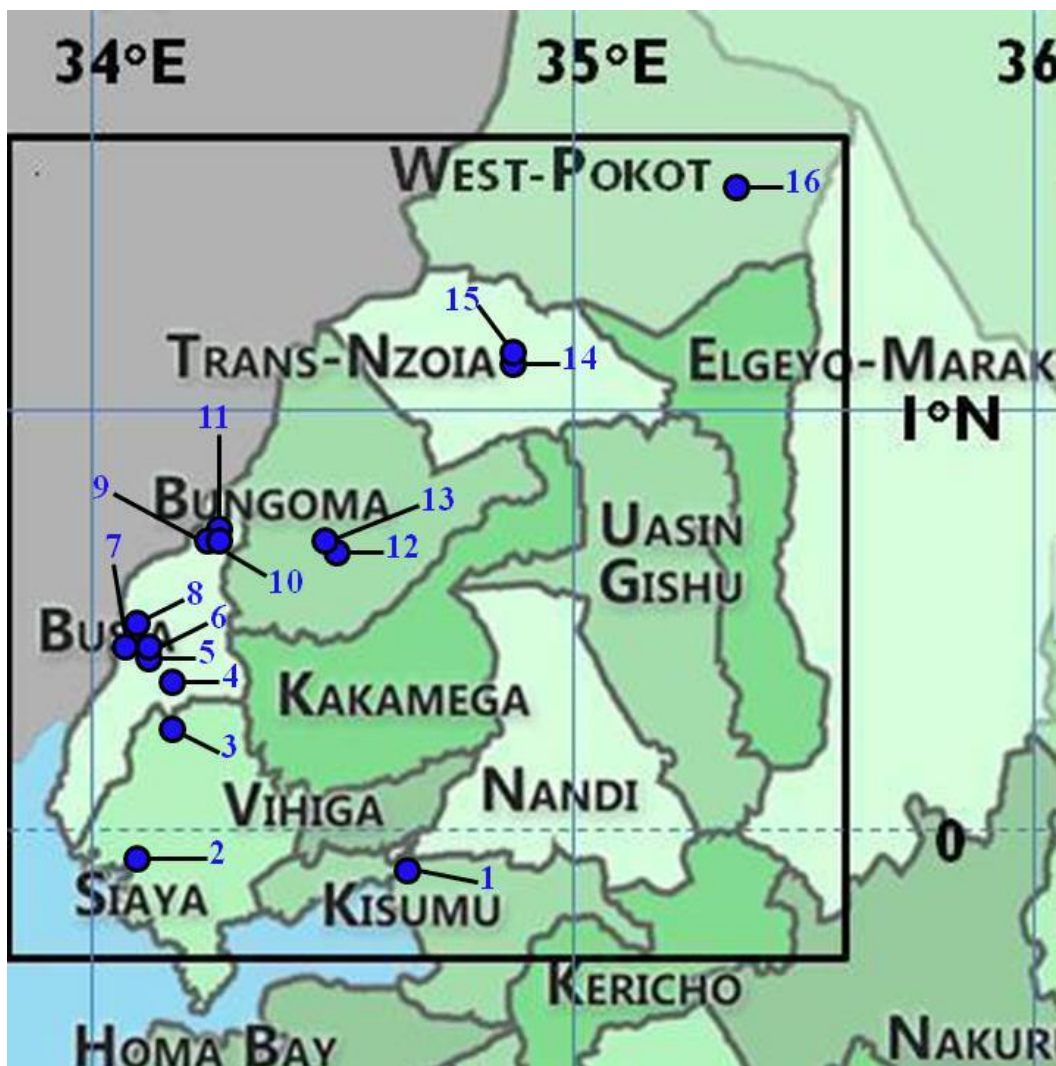 34°E
35°E
36
WEST-POKOT
16
15
TRANS-NZOIA
14
ELGEYO-MARAK
1°N
11
9
BUNGOMA
13
UASIN
GISHU
7
12
10
8
6
BUSIA
5
4
KAKAMEGA
3
VIHIGA
NANDI
0
2
1
SIAYA
KISUMU
KERICHO
HOMA BAY
NAKUR